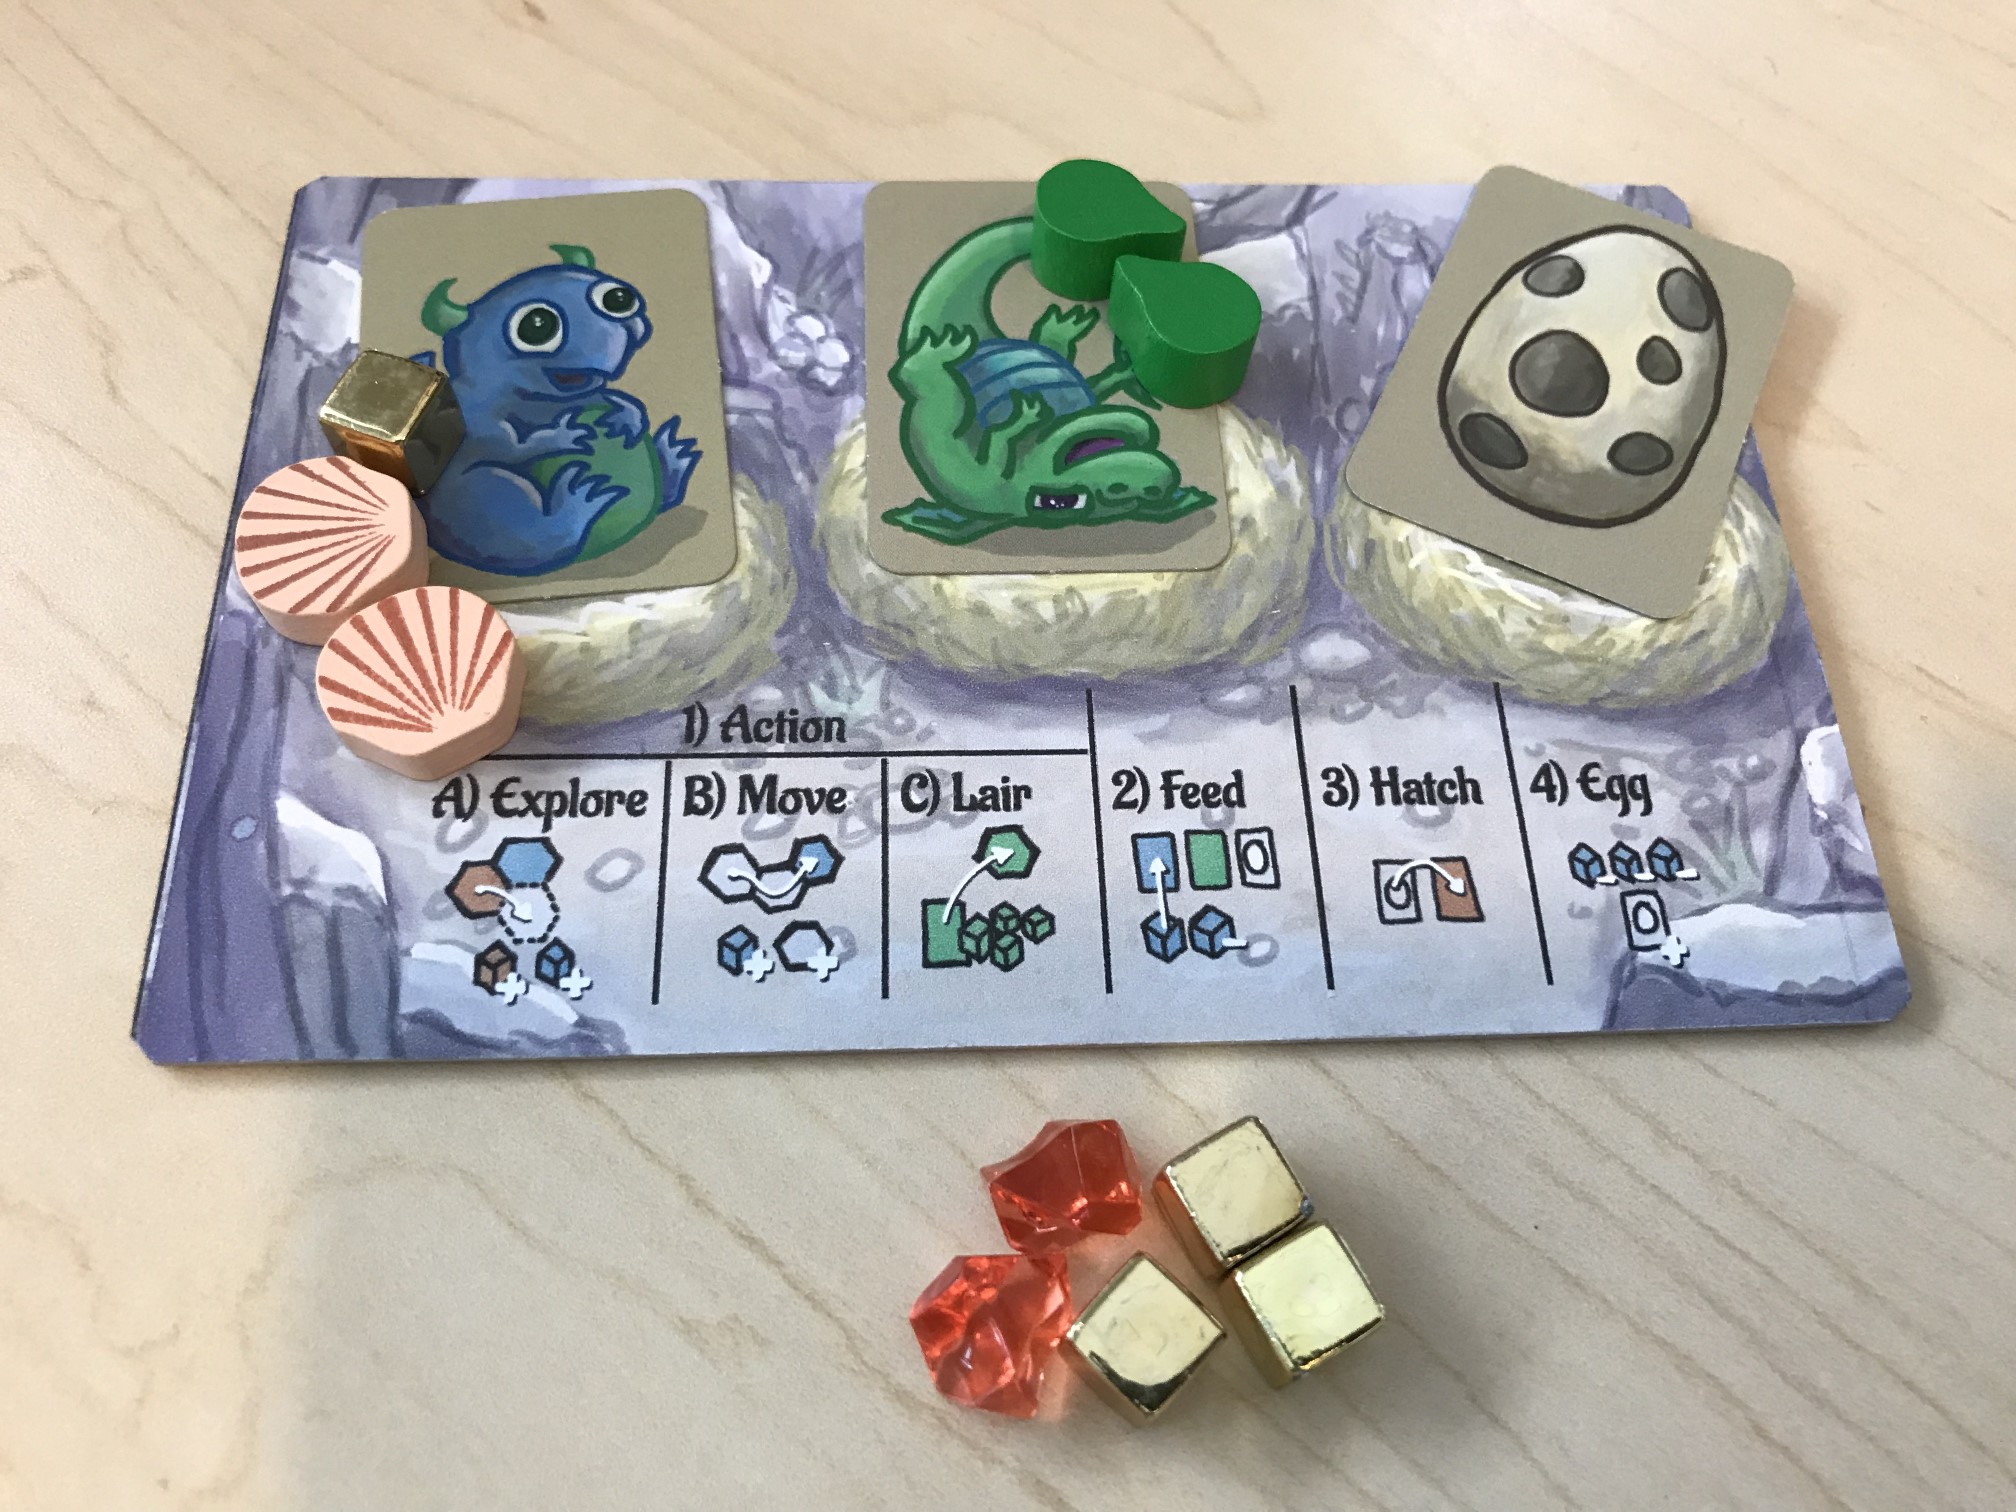 1) Action
A) Explore
B) Move
C) Lair
2) Feed
3) Hatch
4) Egg